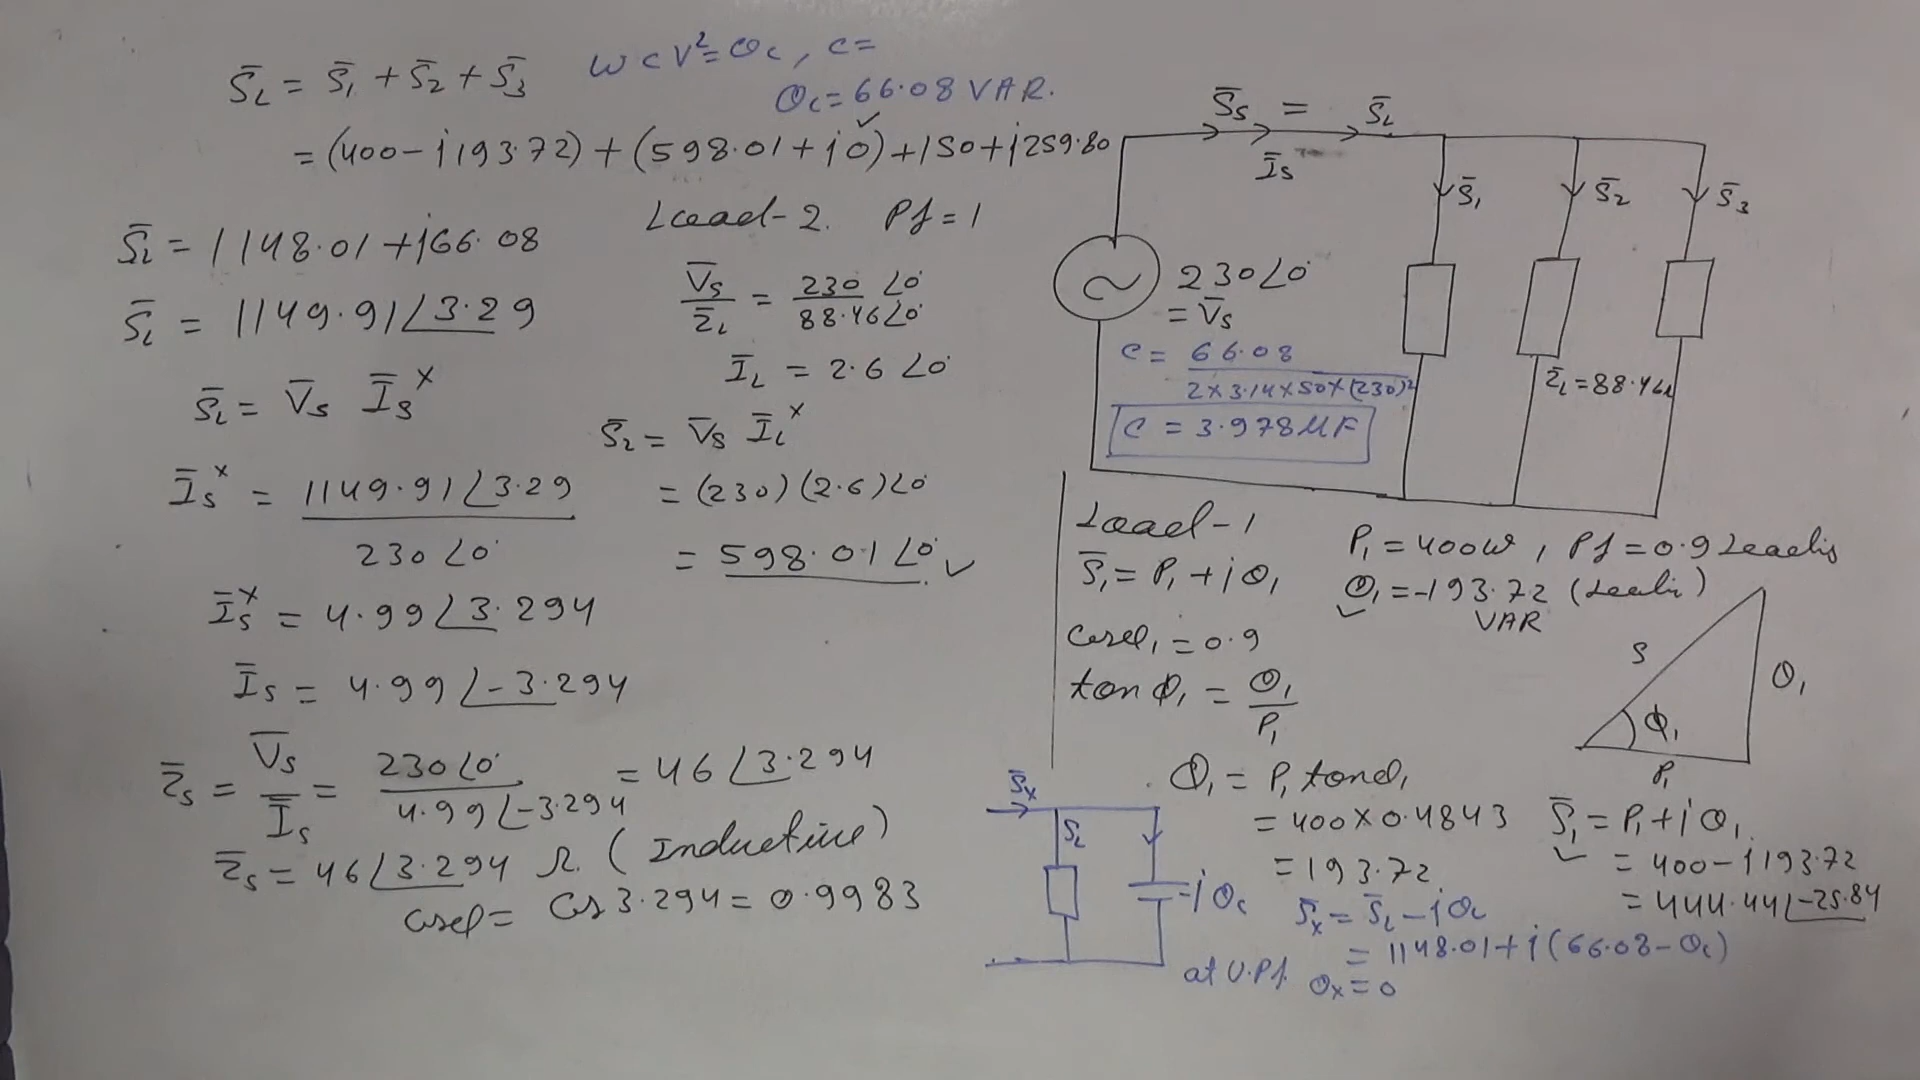 S̄L = S̄1 + S̄2 + S̄3
= (400 - j193.72) + (598.01 + j0) + 150 + j259.80
ωCV² = Qc, C =
Qc = 66.08 VAR.
S̄L = 1148.01 + j66.08
S̄L = 1149.91∠3.29
S̄L = V̄s Īs*
Īs* = 1149.91∠3.29 / 230∠0°
Īs* = 4.99∠3.294
Īs = 4.99∠-3.294
Z̄s = V̄s / Īs = 230∠0° / 4.99∠-3.294 = 46∠3.294
Z̄s = 46∠3.294 Ω. (Inductive)
cosφ = cos 3.294 = 0.9983
Load-2. Pf = 1
V̄s / Z̄L = 230∠0° / 88.46∠0°
ĪL = 2.6∠0°
S̄2 = V̄s ĪL*
= (230)(2.6)∠0°
= 598.01∠0° ✓
S̄s = S̄L
Īs
S̄1
S̄2
S̄3
230∠0°
= V̄s
Z̄L = 88.46Ω
C = 66.08 / 2×3.14×50×(230)²
C = 3.978 µF
Load-1
S̄1 = P1 + jQ1
cosφ1 = 0.9
tanφ1 = Q1 / P1
P1 = 400W, Pf = 0.9 Leading
Q1 = -193.72 (Leading)
VAR
S
Q1
φ1
P1
Q1 = P1 tanφ1
= 400 × 0.4843
= 193.72
S̄1 = P1 + jQ1
= 400 - j193.72
= 444.44∠-25.84
S̄x
S̄L
-jQc
S̄x = S̄L - jQc
= 1148.01 + j(66.08 - Qc)
at U.Pf. Qx = 0